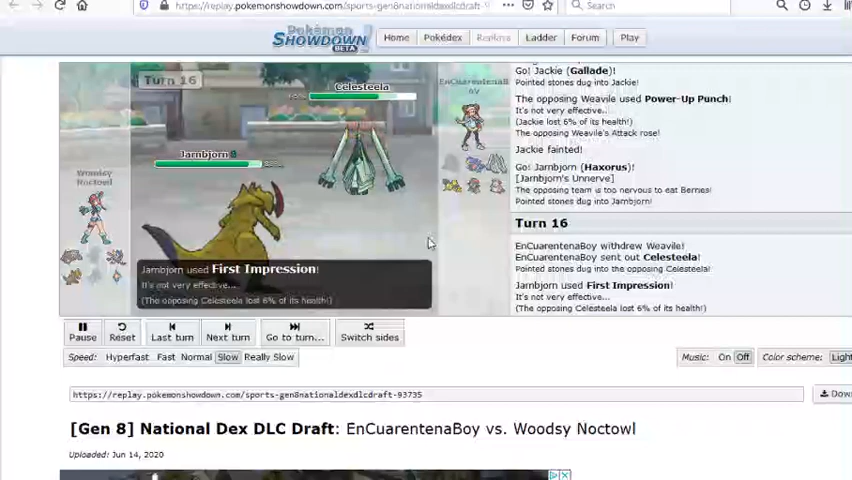 https://replay.pokemonshowdown.com/sports-gen8nationaldexdlcdraft-9
Search
Pokémon
SHOWDOWN
BETA
Home
Pokédex
Replays
Ladder
Forum
Play
Turn 16
Celesteela
Jarnbjorn
EnCuarentenaB
oy
Woodsy
Noctowl
Jarnbjorn used First Impression!
It's not very effective...
(The opposing Celesteela lost 6% of its health!)
Go! Jackie (Gallade)!
Pointed stones dug into Jackie!
The opposing Weavile used Power-Up Punch!
It's not very effective...
(Jackie lost 6% of its health!)
The opposing Weavile's Attack rose!
Jackie fainted!
Go! Jarnbjorn (Haxorus)!
[Jarnbjorn's Unnerve]
The opposing team is too nervous to eat Berries!
Pointed stones dug into Jarnbjorn!
Turn 16
EnCuarentenaBoy withdrew Weavile!
EnCuarentenaBoy sent out Celesteela!
Pointed stones dug into the opposing Celesteela!
Jarnbjorn used First Impression!
It's not very effective...
(The opposing Celesteela lost 6% of its health!)
Pause
Reset
Last turn
Next turn
Go to turn...
Switch sides
Speed: Hyperfast Fast Normal Slow Really Slow
Music: On Off
Color scheme: Light
https://replay.pokemonshowdown.com/sports-gen8nationaldexdlcdraft-93735
Dow
[Gen 8] National Dex DLC Draft: EnCuarentenaBoy vs. Woodsy Noctowl
Uploaded: Jun 14, 2020